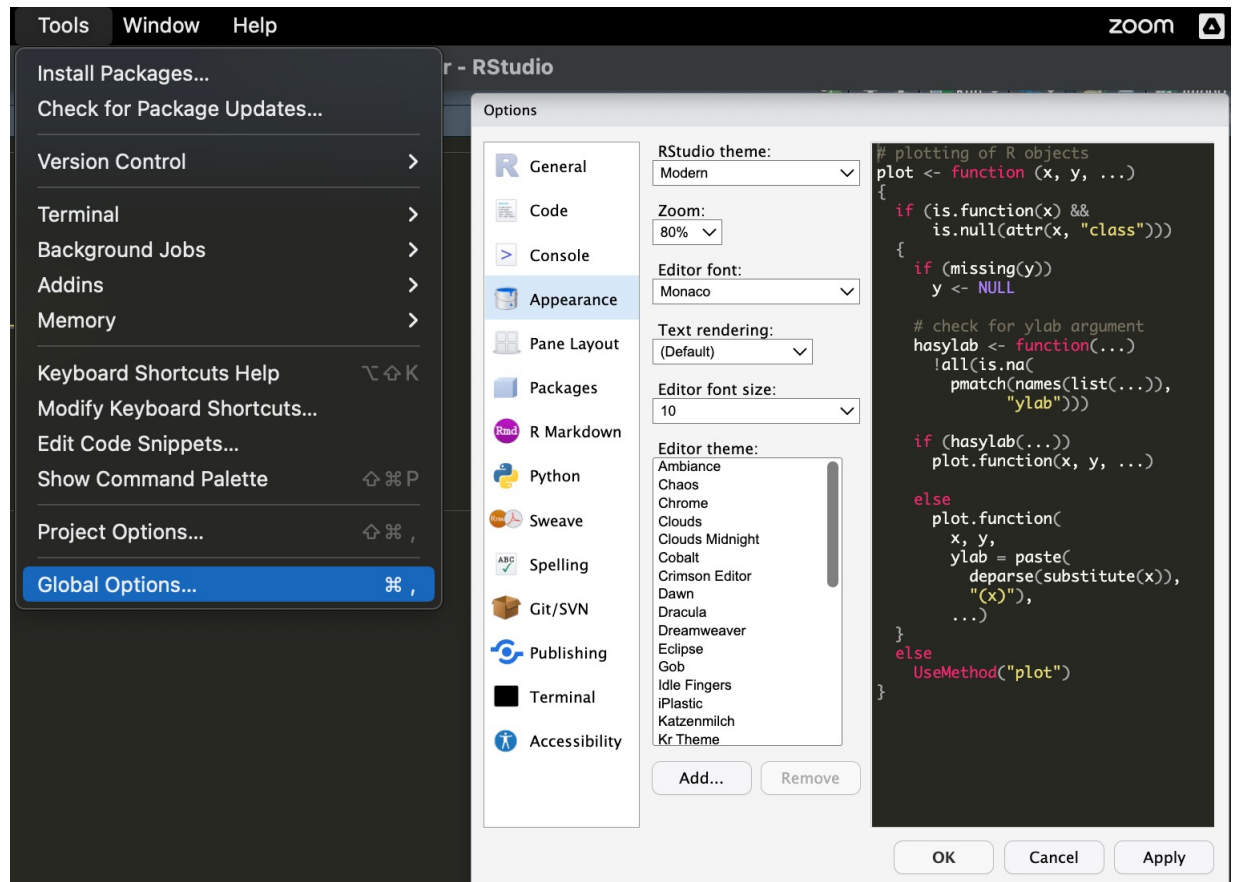 Tools Window Help
zoom
Install Packages...
Check for Package Updates...
Version Control
Terminal
Background Jobs
Addins
Memory
Keyboard Shortcuts Help ⌥⇧K
Modify Keyboard Shortcuts...
Edit Code Snippets...
Show Command Palette ⇧⌘P
Project Options... ⇧⌘,
Global Options... ⌘,
r - RStudio
Options
General
Code
Console
Appearance
Pane Layout
Packages
Rmd R Markdown
Python
Sweave
ABC Spelling
Git/SVN
Publishing
Terminal
Accessibility
RStudio theme:
Modern
Zoom:
80%
Editor font:
Monaco
Text rendering:
(Default)
Editor font size:
10
Editor theme:
Ambiance
Chaos
Chrome
Clouds
Clouds Midnight
Cobalt
Crimson Editor
Dawn
Dracula
Dreamweaver
Eclipse
Gob
Idle Fingers
iPlastic
Katzenmilch
Kr Theme
Add... Remove
# plotting of R objects
plot <- function (x, y, ...)
{
  if (is.function(x) &&
      is.null(attr(x, "class")))
  {
    if (missing(y))
      y <- NULL
    # check for ylab argument
    hasylab <- function(...)
      !all(is.na(
        pmatch(names(list(...)),
              "ylab")))
    if (hasylab(...))
      plot.function(x, y, ...)
    else
      plot.function(
        x, y,
        ylab = paste(
          deparse(substitute(x)),
          "(x)"),
        ...)
  }
  else
    UseMethod("plot")
}
OK Cancel Apply